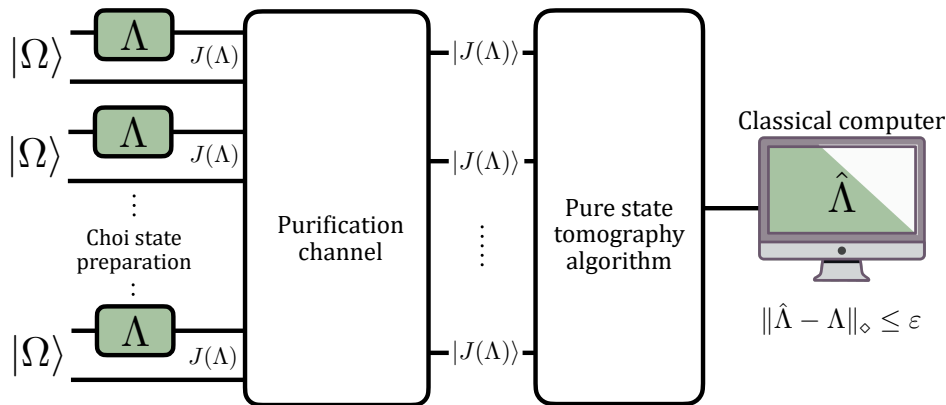 |Ω⟩ Λ J(Λ)
|Ω⟩ Λ J(Λ)
⋮
Choi state
preparation
⋮
|Ω⟩ Λ J(Λ)
Purification
channel
|J(Λ)⟩
|J(Λ)⟩
⋮
|J(Λ)⟩
Pure state
tomography
algorithm
Classical computer
Λ̂
‖Λ̂ − Λ‖⋄ ≤ ε